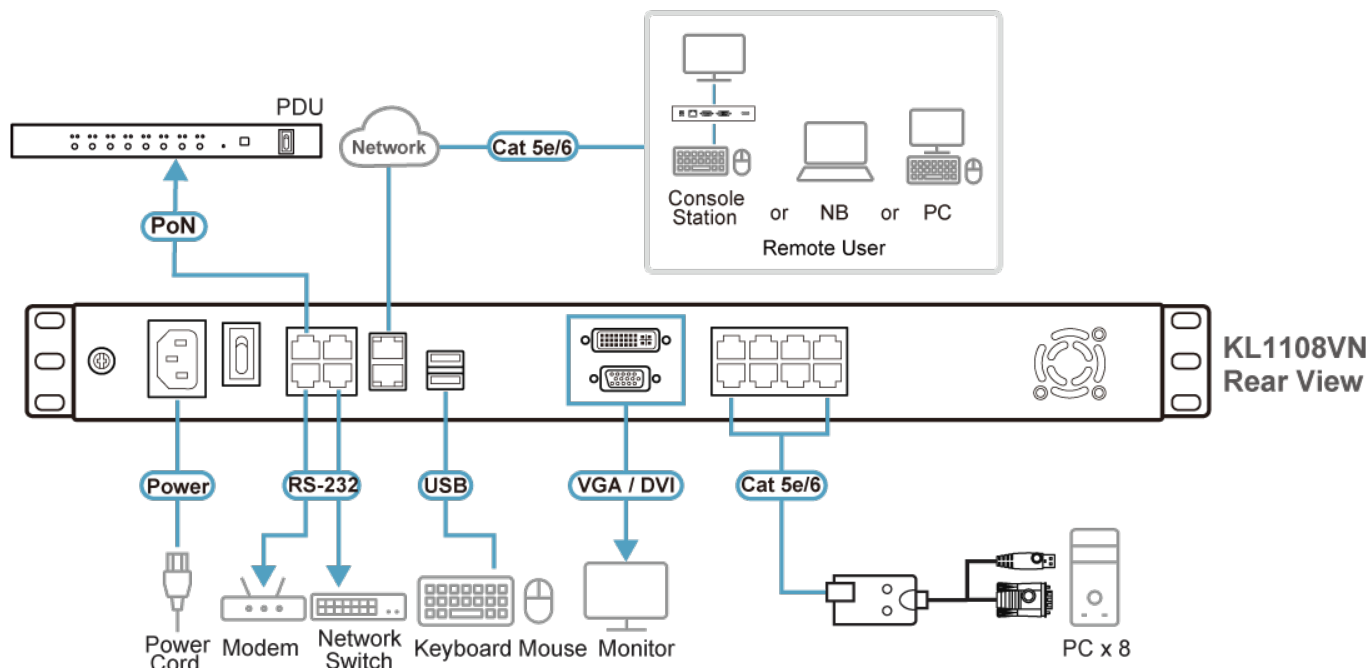 PDU
Network
Cat 5e/6
Console
Station
or
NB
or
PC
Remote User
PoN
KL1108VN
Rear View
Power
RS-232
USB
VGA / DVI
Cat 5e/6
Power
Cord
Modem
Network
Switch
Keyboard
Mouse
Monitor
PC x 8